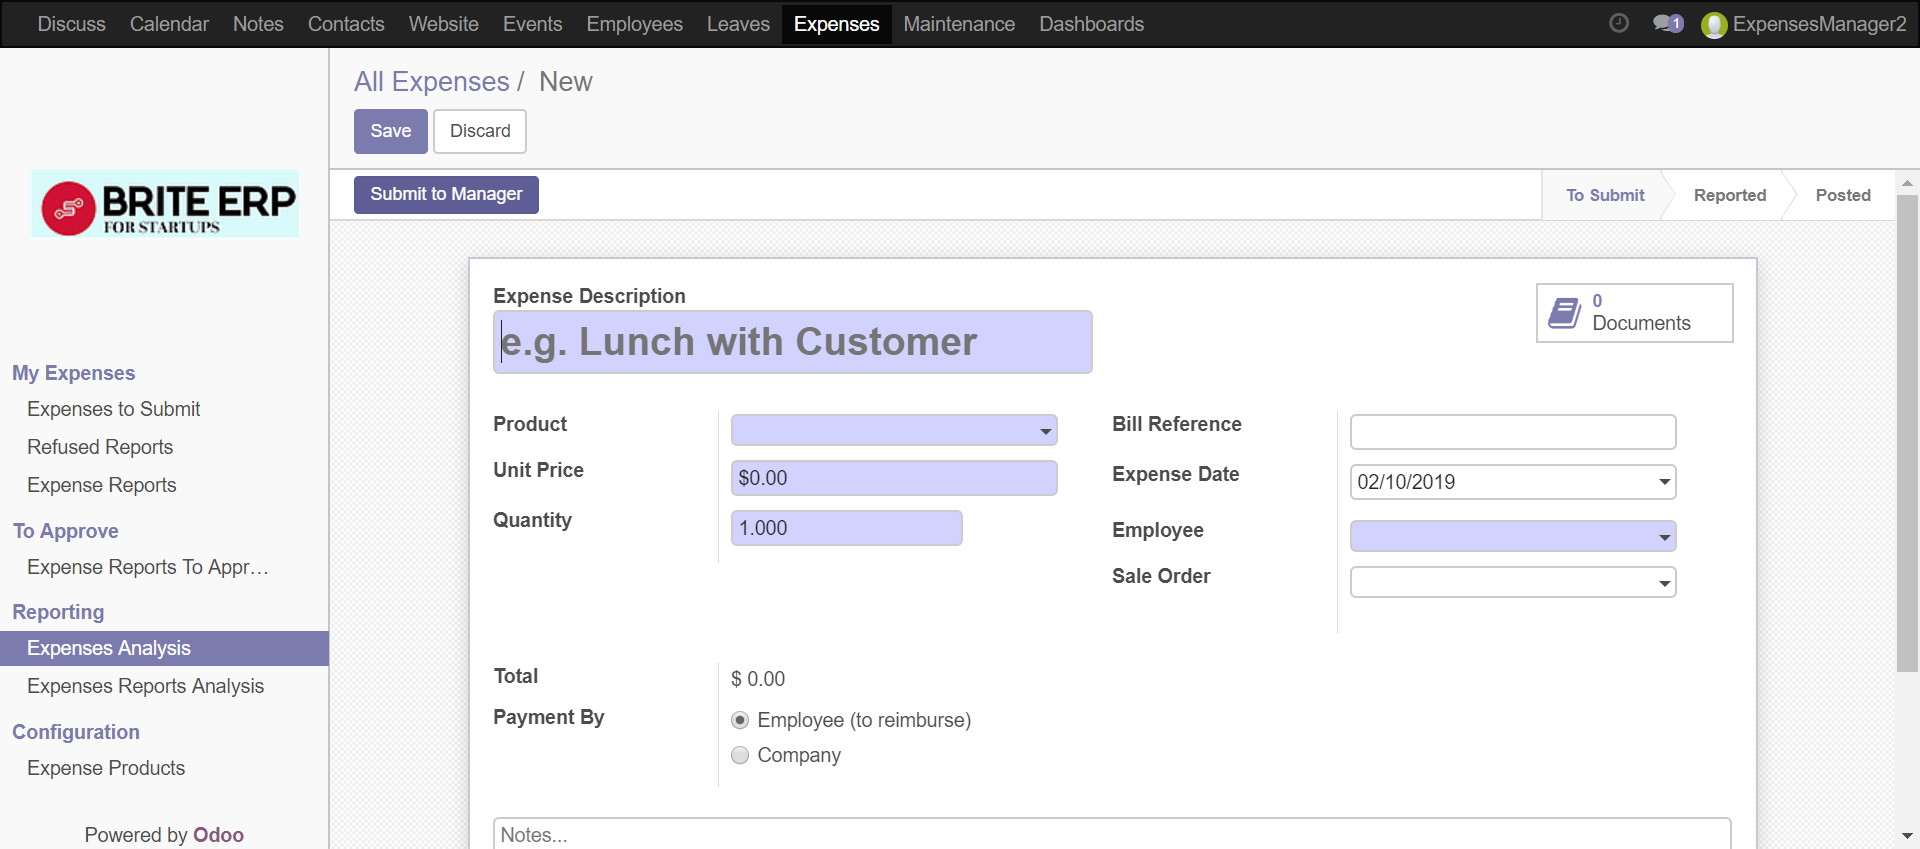 Discuss Calendar Notes Contacts Website Events Employees Leaves Expenses Maintenance Dashboards 1 ExpensesManager2
All Expenses / New
Save Discard
Submit to Manager To Submit Reported Posted
BRITE ERP
FOR STARTUPS
My Expenses
Expenses to Submit
Refused Reports
Expense Reports
To Approve
Expense Reports To Appr...
Reporting
Expenses Analysis
Expenses Reports Analysis
Configuration
Expense Products
Powered by Odoo
Expense Description
e.g. Lunch with Customer
0
Documents
Product
Unit Price $0.00
Quantity 1.000
Bill Reference
Expense Date 02/10/2019
Employee
Sale Order
Total $ 0.00
Payment By Employee (to reimburse)
Company
Notes...